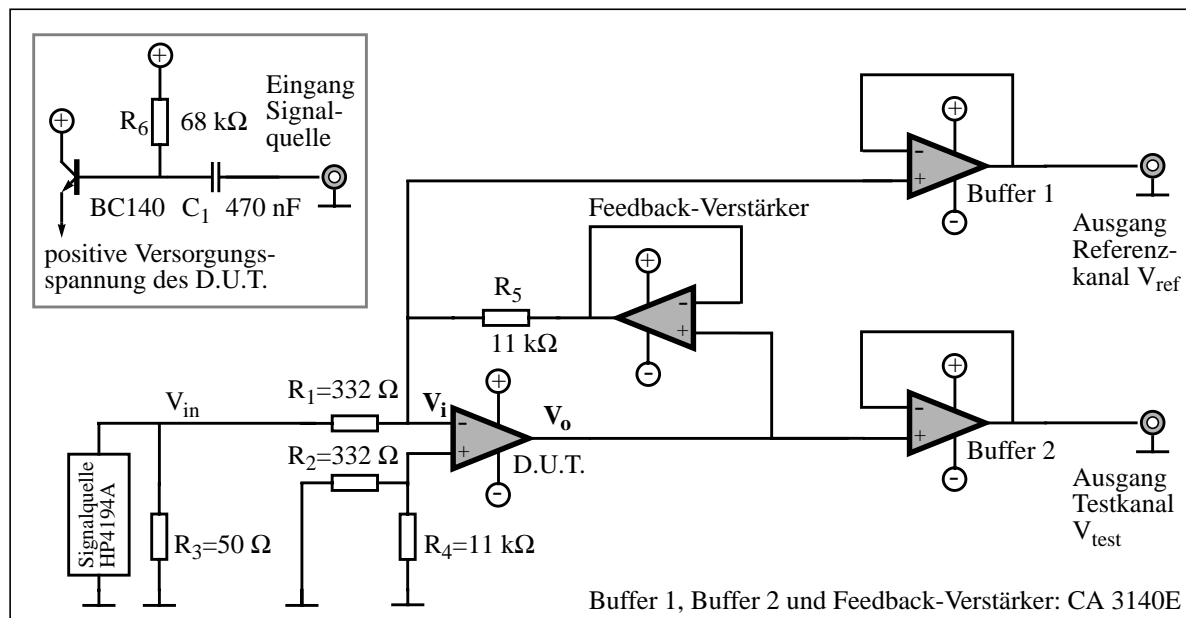 Eingang
Signal-
quelle
R6
68 kΩ
BC140
C1
470 nF
positive Versorgungs-
spannung des D.U.T.
Buffer 1
Ausgang
Referenz-
kanal Vref
Feedback-Verstärker
R5
11 kΩ
R1=332 Ω
Vin
Vi
Vo
R2=332 Ω
D.U.T.
Buffer 2
Signalquelle
HP4194A
R3=50 Ω
R4=11 kΩ
Ausgang
Testkanal
Vtest
Buffer 1, Buffer 2 und Feedback-Verstärker: CA 3140E